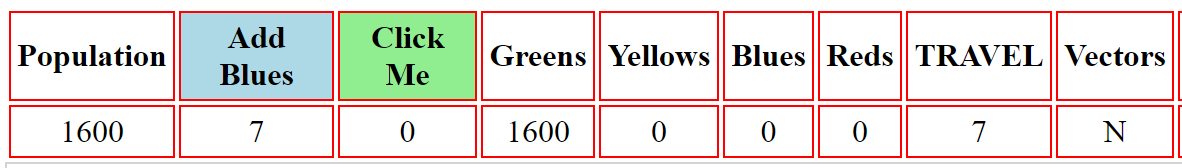 Population Add Blues Click Me Greens Yellows Blues Reds TRAVEL Vectors
1600 7 0 1600 0 0 0 7 N